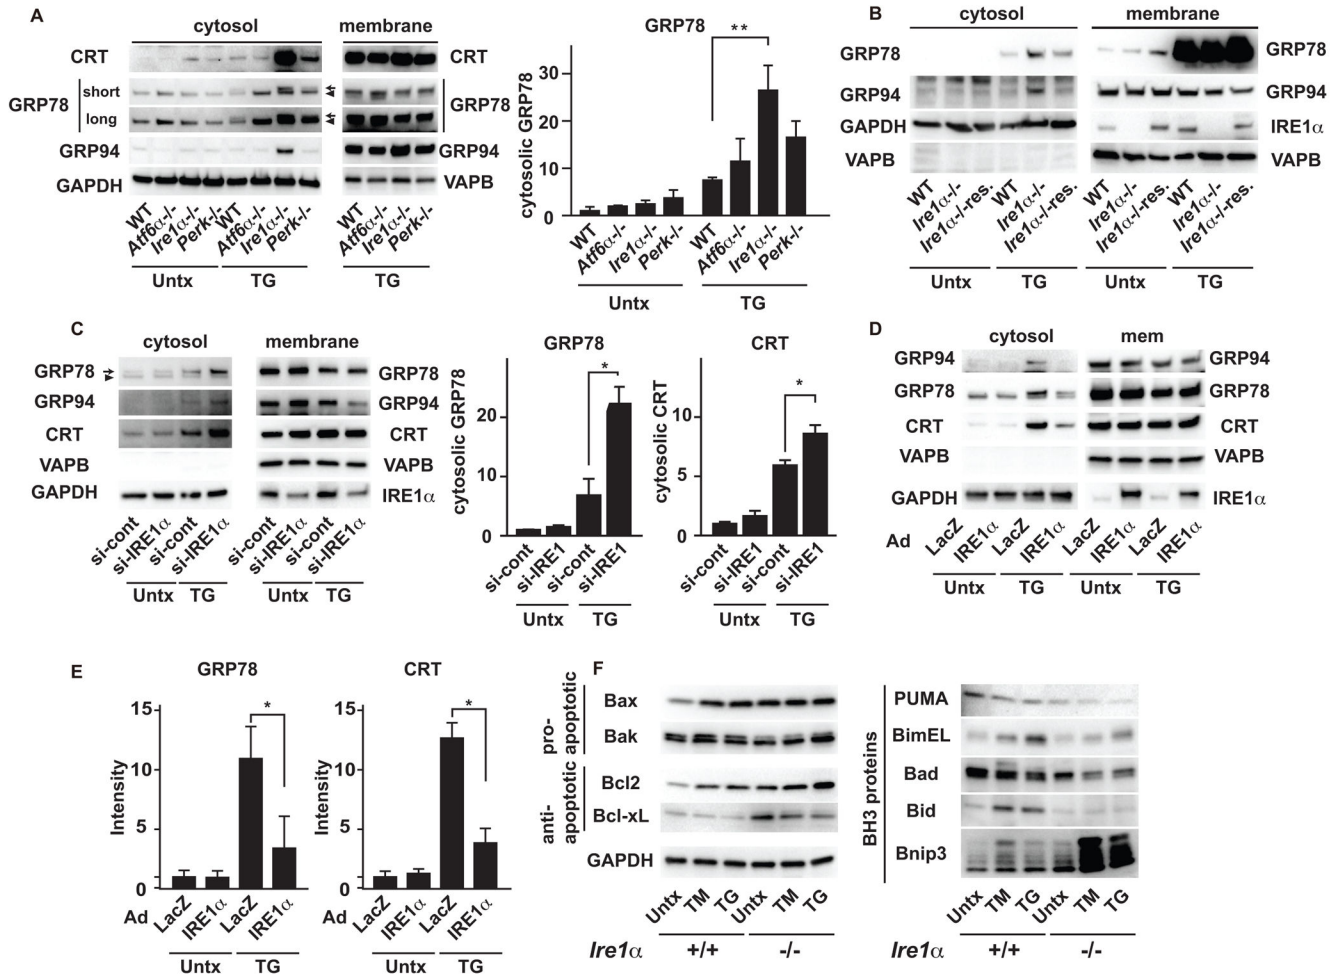 A
cytosol
membrane
CRT
CRT
GRP78
short
long
GRP78
GRP94
GRP94
GAPDH
VAPB
WT
Atf6α-/-
Ire1α-/-
Perk-/-
WT
Atf6α-/-
Ire1α-/-
Perk-/-
WT
Atf6α-/-
Ire1α-/-
Perk-/-
Untx
TG
TG
GRP78
**
cytosolic GRP78
30
20
10
0
WT
Atf6α-/-
Ire1α-/-
Perk-/-
WT
Atf6α-/-
Ire1α-/-
Perk-/-
Untx
TG
B
cytosol
membrane
GRP78
GRP78
GRP94
GRP94
GAPDH
IRE1α
VAPB
VAPB
WT
Ire1α-/-
Ire1α-/-res.
WT
Ire1α-/-
Ire1α-/-res.
WT
Ire1α-/-
Ire1α-/-res.
WT
Ire1α-/-
Ire1α-/-res.
Untx
TG
Untx
TG
C
cytosol
membrane
GRP78
GRP78
GRP94
GRP94
CRT
CRT
VAPB
VAPB
GAPDH
IRE1α
si-cont
si-IRE1α
si-cont
si-IRE1α
si-cont
si-IRE1α
si-cont
si-IRE1α
Untx
TG
Untx
TG
GRP78
*
cytosolic GRP78
20
10
0
si-cont
si-IRE1
si-cont
si-IRE1
Untx
TG
CRT
*
cytosolic CRT
10
5
0
si-cont
si-IRE1
si-cont
si-IRE1
Untx
TG
D
cytosol
mem
GRP94
GRP94
GRP78
GRP78
CRT
CRT
VAPB
VAPB
GAPDH
IRE1α
Ad
LacZ
IRE1α
LacZ
IRE1α
LacZ
IRE1α
LacZ
IRE1α
Untx
TG
Untx
TG
E
GRP78
*
Intensity
15
10
5
0
Ad
LacZ
IRE1α
LacZ
IRE1α
Untx
TG
CRT
*
Intensity
15
10
5
0
Ad
LacZ
IRE1α
LacZ
IRE1α
Untx
TG
F
pro-
apoptotic
Bax
Bak
anti-
apoptotic
Bcl2
Bcl-xL
GAPDH
Untx
TM
TG
Untx
TM
TG
Ire1α
+/+
-/-
BH3 proteins
PUMA
BimEL
Bad
Bid
Bnip3
Untx
TM
TG
Untx
TM
TG
Ire1α
+/+
-/-